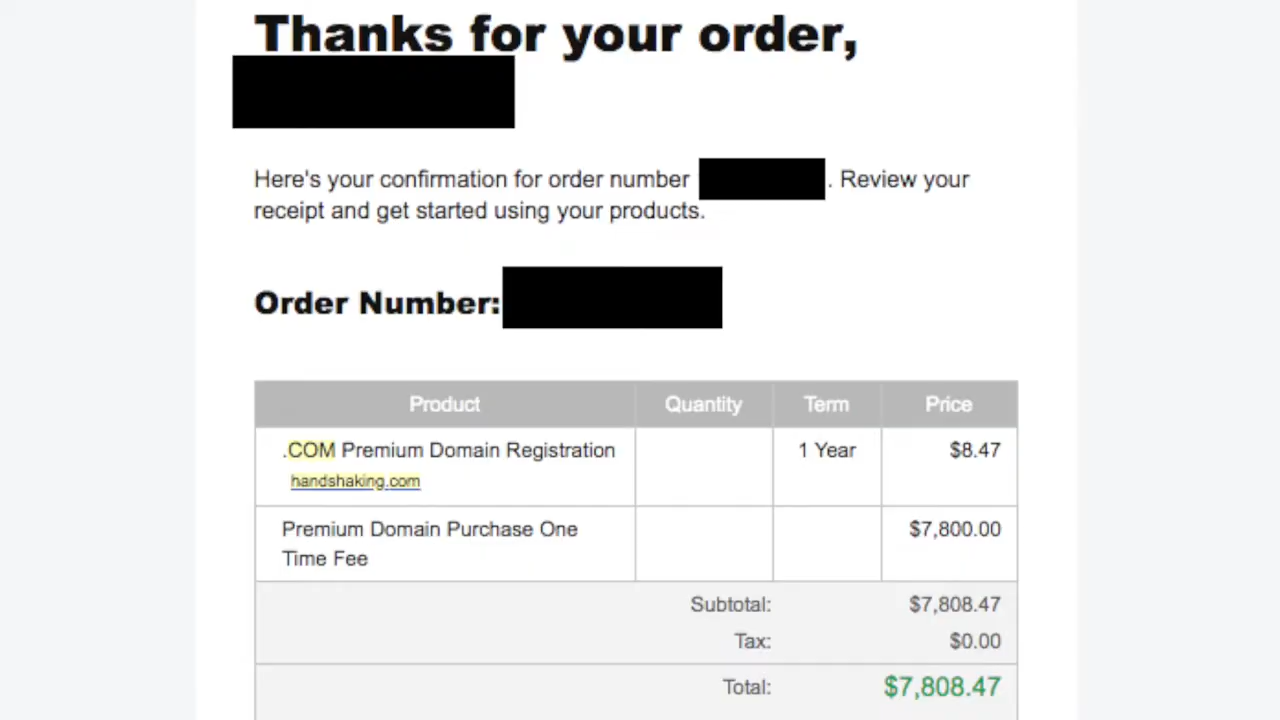 Thanks for your order,
Here's your confirmation for order number . Review your
receipt and get started using your products.
Order Number:
Product Quantity Term Price
.COM Premium Domain Registration 1 Year $8.47
handshaking.com
Premium Domain Purchase One $7,800.00
Time Fee
Subtotal: $7,808.47
Tax: $0.00
Total: $7,808.47